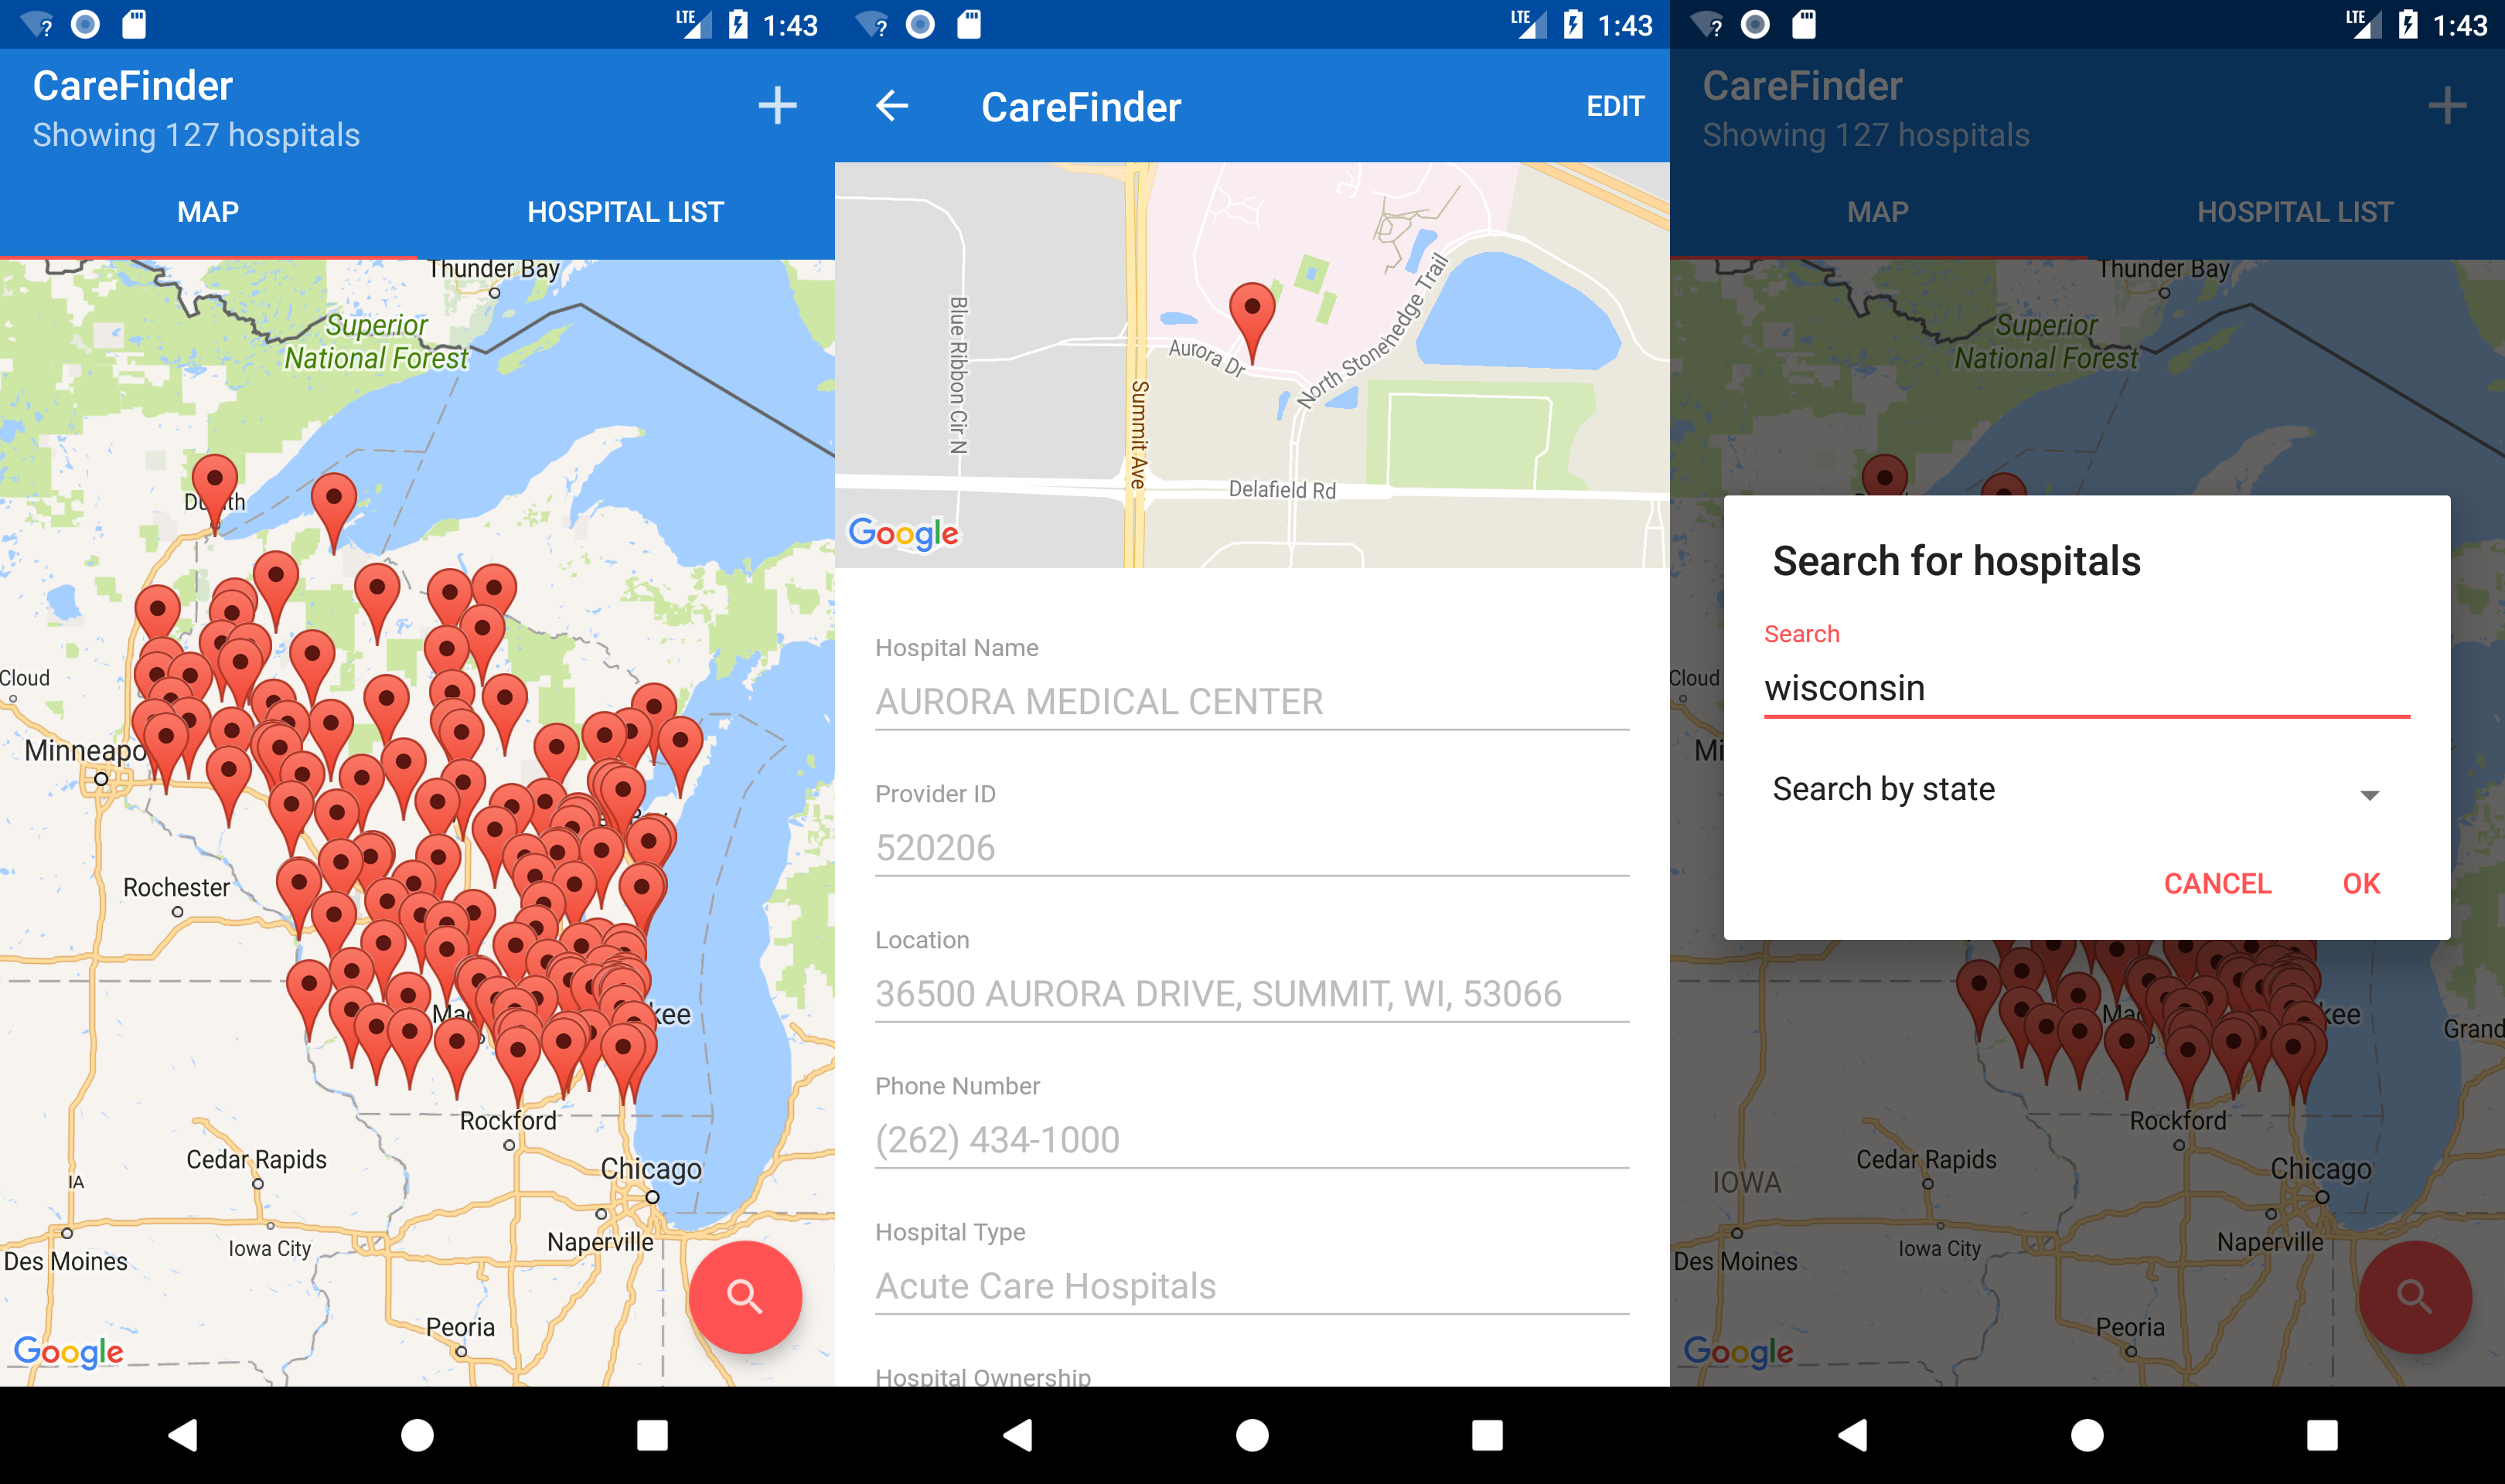 LTE 1:43
CareFinder
Showing 127 hospitals
MAP HOSPITAL LIST
Thunder Bay
Superior
National Forest
Cloud
Minneapo
Rochester
kee
Rockford
Cedar Rapids
Chicago
IA
Iowa City
Naperville
Des Moines
Peoria
Google
LTE 1:43
CareFinder
EDIT
Blue Ribbon Cir N
Summit Ave
Aurora Dr
North Stonehedge Trail
Delafield Rd
Google
Hospital Name
AURORA MEDICAL CENTER
Provider ID
520206
Location
36500 AURORA DRIVE, SUMMIT, WI, 53066
Phone Number
(262) 434-1000
Hospital Type
Acute Care Hospitals
Hospital Ownership
LTE 1:43
CareFinder
Showing 127 hospitals
MAP HOSPITAL LIST
Thunder Bay
Superior
National Forest
Search for hospitals
Search
wisconsin
Search by state
CANCEL OK
Cloud
Mi
kee
Grand
Rockford
Cedar Rapids
IOWA
Chicago
Iowa City
Naperville
Des Moines
Peoria
Google